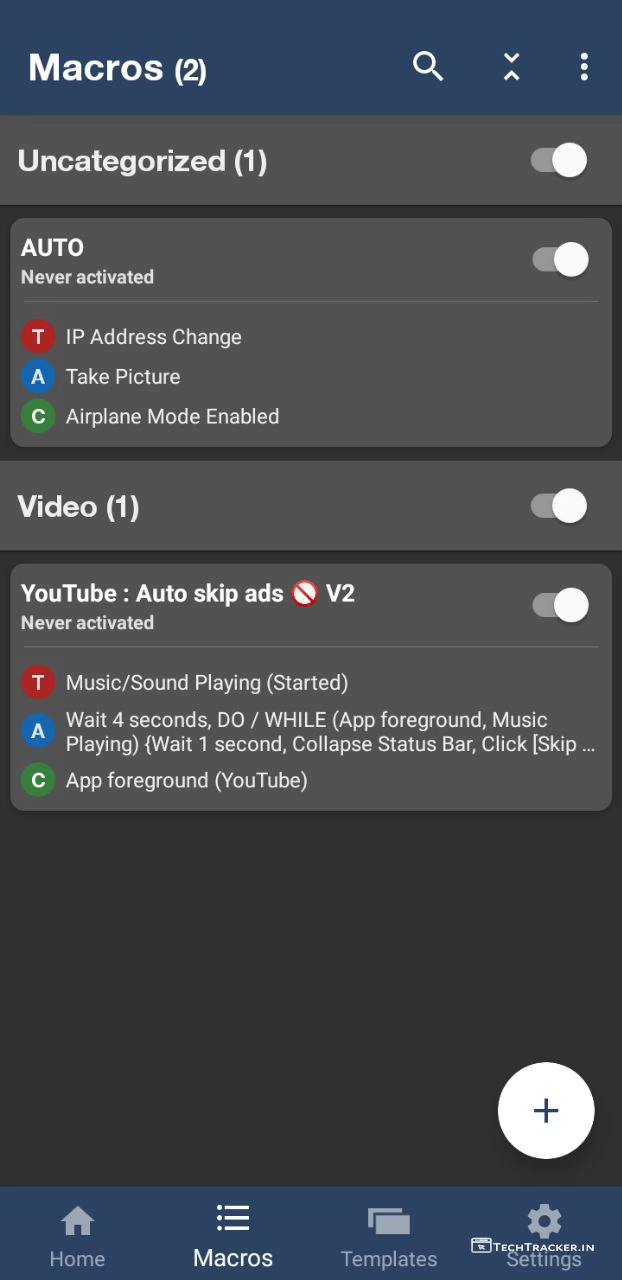 Macros (2)
Uncategorized (1)
AUTO
Never activated
T IP Address Change
A Take Picture
C Airplane Mode Enabled
Video (1)
YouTube : Auto skip ads 🚫 V2
Never activated
T Music/Sound Playing (Started)
A Wait 4 seconds, DO / WHILE (App foreground, Music
Playing) {Wait 1 second, Collapse Status Bar, Click [Skip ...
C App foreground (YouTube)
+
Home
Macros
Templates
Settings
TECHTRACKER.IN